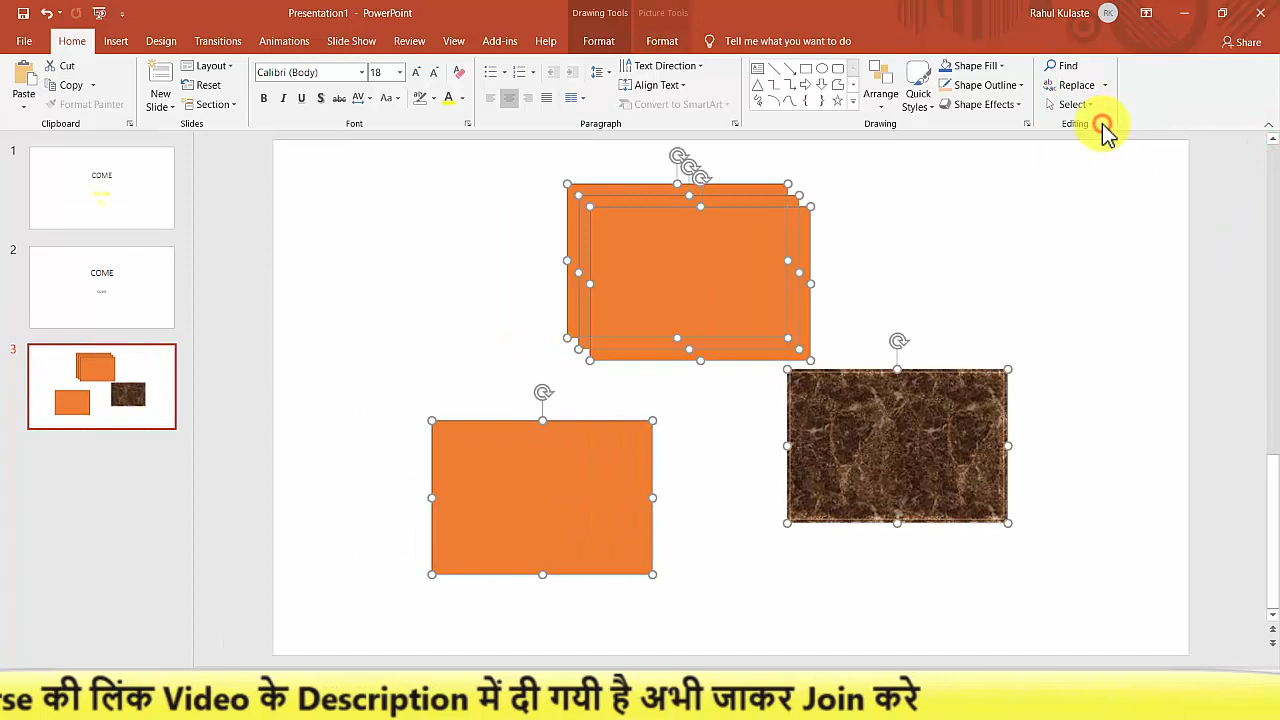 Presentation1 - PowerPoint
Drawing Tools
Picture Tools
Rahul Kulaste
RK
File
Home
Insert
Design
Transitions
Animations
Slide Show
Review
View
Add-ins
Help
Format
Format
Tell me what you want to do
Share
Paste
Cut
Copy
Format Painter
Clipboard
New Slide
Layout
Reset
Section
Slides
Calibri (Body)
18
B I U S abc AV Aa A
Font
Text Direction
Align Text
Convert to SmartArt
Paragraph
Arrange
Quick Styles
Shape Fill
Shape Outline
Shape Effects
Drawing
Find
Replace
Select
Editing
1
COME
2
COME
3
rse की लिंक Video के Description में दी गयी है अभी जाकर Join करे